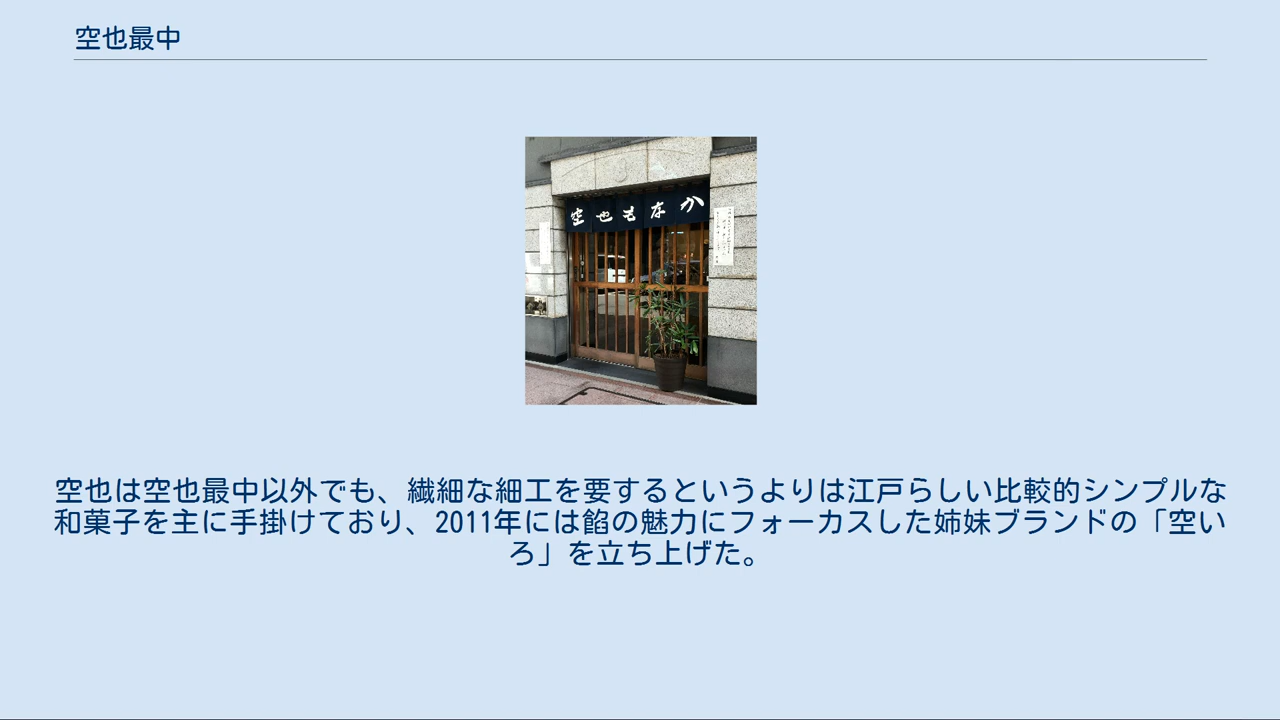 空也最中
空也もなか
空也は空也最中以外でも、繊細な細工を要するというよりは江戸らしい比較的シンプルな
和菓子を主に手掛けており、2011年には餡の魅力にフォーカスした姉妹ブランドの「空い
ろ」を立ち上げた。